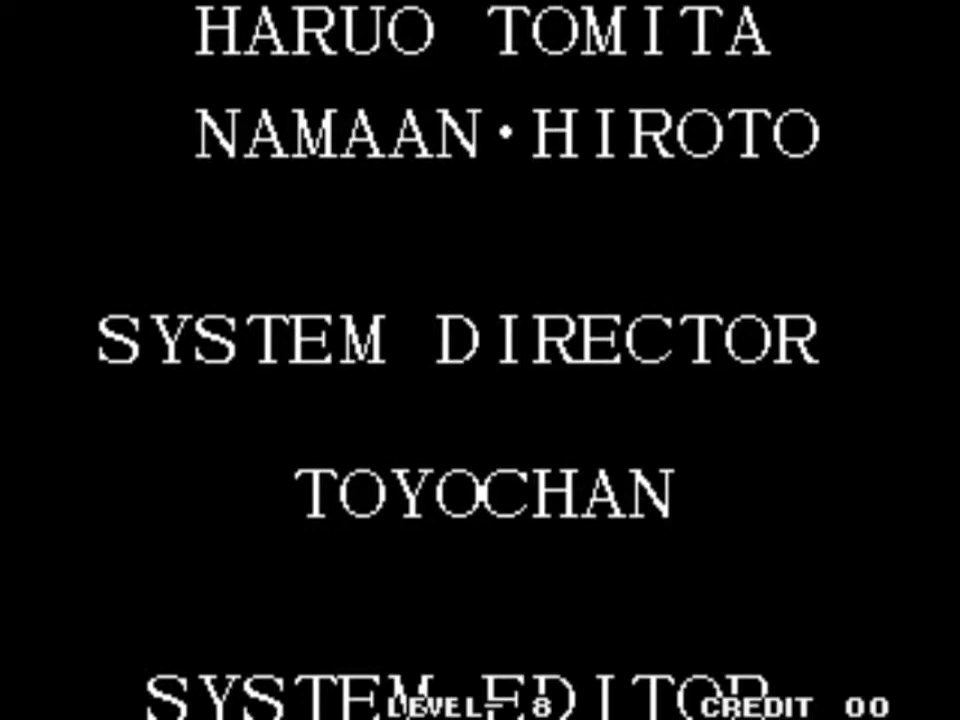 HARUO TOMITA
NAMAAN・HIROTO
SYSTEM DIRECTOR
TOYOCHAN
SYSTEM EDITOR
LEVEL- 8 CREDIT 00